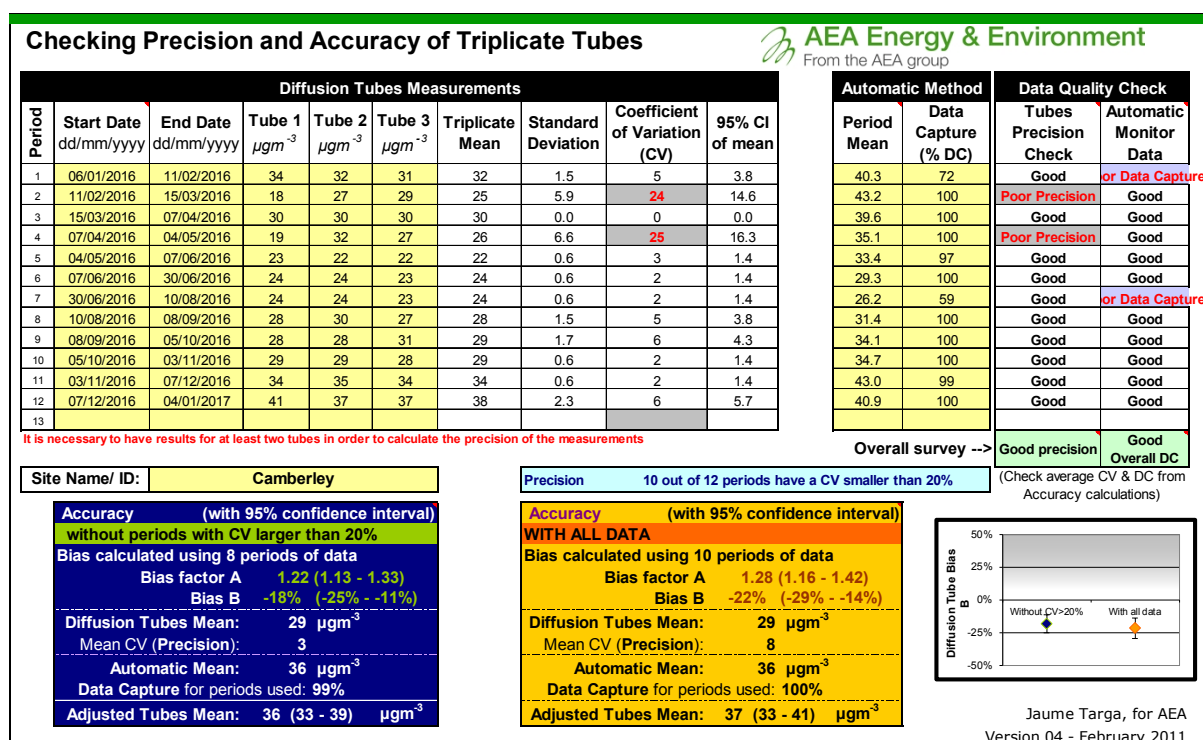 Checking Precision and Accuracy of Triplicate Tubes
AEA Energy & Environment
From the AEA group
Diffusion Tubes Measurements
Automatic Method
Data Quality Check
Period
Start Date dd/mm/yyyy
End Date dd/mm/yyyy
Tube 1 µgm-3
Tube 2 µgm-3
Tube 3 µgm-3
Triplicate Mean
Standard Deviation
Coefficient of Variation (CV)
95% CI of mean
Period Mean
Data Capture (% DC)
Tubes Precision Check
Automatic Monitor Data
1 06/01/2016 11/02/2016 34 32 31 32 1.5 5 3.8 40.3 72 Good or Data Capture
2 11/02/2016 15/03/2016 18 27 29 25 5.9 24 14.6 43.2 100 Poor Precision Good
3 15/03/2016 07/04/2016 30 30 30 30 0.0 0 0.0 39.6 100 Good Good
4 07/04/2016 04/05/2016 19 32 27 26 6.6 25 16.3 35.1 100 Poor Precision Good
5 04/05/2016 07/06/2016 23 22 22 22 0.6 3 1.4 33.4 97 Good Good
6 07/06/2016 30/06/2016 24 24 23 24 0.6 2 1.4 29.3 100 Good Good
7 30/06/2016 10/08/2016 24 24 23 24 0.6 2 1.4 26.2 59 Good or Data Capture
8 10/08/2016 08/09/2016 28 30 27 28 1.5 5 3.8 31.4 100 Good Good
9 08/09/2016 05/10/2016 28 28 31 29 1.7 6 4.3 34.1 100 Good Good
10 05/10/2016 03/11/2016 29 29 28 29 0.6 2 1.4 34.7 100 Good Good
11 03/11/2016 07/12/2016 34 35 34 34 0.6 2 1.4 43.0 99 Good Good
12 07/12/2016 04/01/2017 41 37 37 38 2.3 6 5.7 40.9 100 Good Good
13
It is necessary to have results for at least two tubes in order to calculate the precision of the measurements
Overall survey --> Good precision Good Overall DC
Site Name/ ID: Camberley
Precision 10 out of 12 periods have a CV smaller than 20%
(Check average CV & DC from
Accuracy calculations)
Accuracy (with 95% confidence interval)
without periods with CV larger than 20%
Bias calculated using 8 periods of data
Bias factor A 1.22 (1.13 - 1.33)
Bias B -18% (-25% - -11%)
Diffusion Tubes Mean: 29 µgm-3
Mean CV (Precision): 3
Automatic Mean: 36 µgm-3
Data Capture for periods used: 99%
Adjusted Tubes Mean: 36 (33 - 39) µgm-3
Accuracy (with 95% confidence interval)
WITH ALL DATA
Bias calculated using 10 periods of data
Bias factor A 1.28 (1.16 - 1.42)
Bias B -22% (-29% - -14%)
Diffusion Tubes Mean: 29 µgm-3
Mean CV (Precision): 8
Automatic Mean: 36 µgm-3
Data Capture for periods used: 100%
Adjusted Tubes Mean: 37 (33 - 41) µgm-3
Diffusion Tube Bias B
50%
25%
0%
-25%
-50%
Without CV>20%
With all data
Jaume Targa, for AEA
Version 04 - February 2011